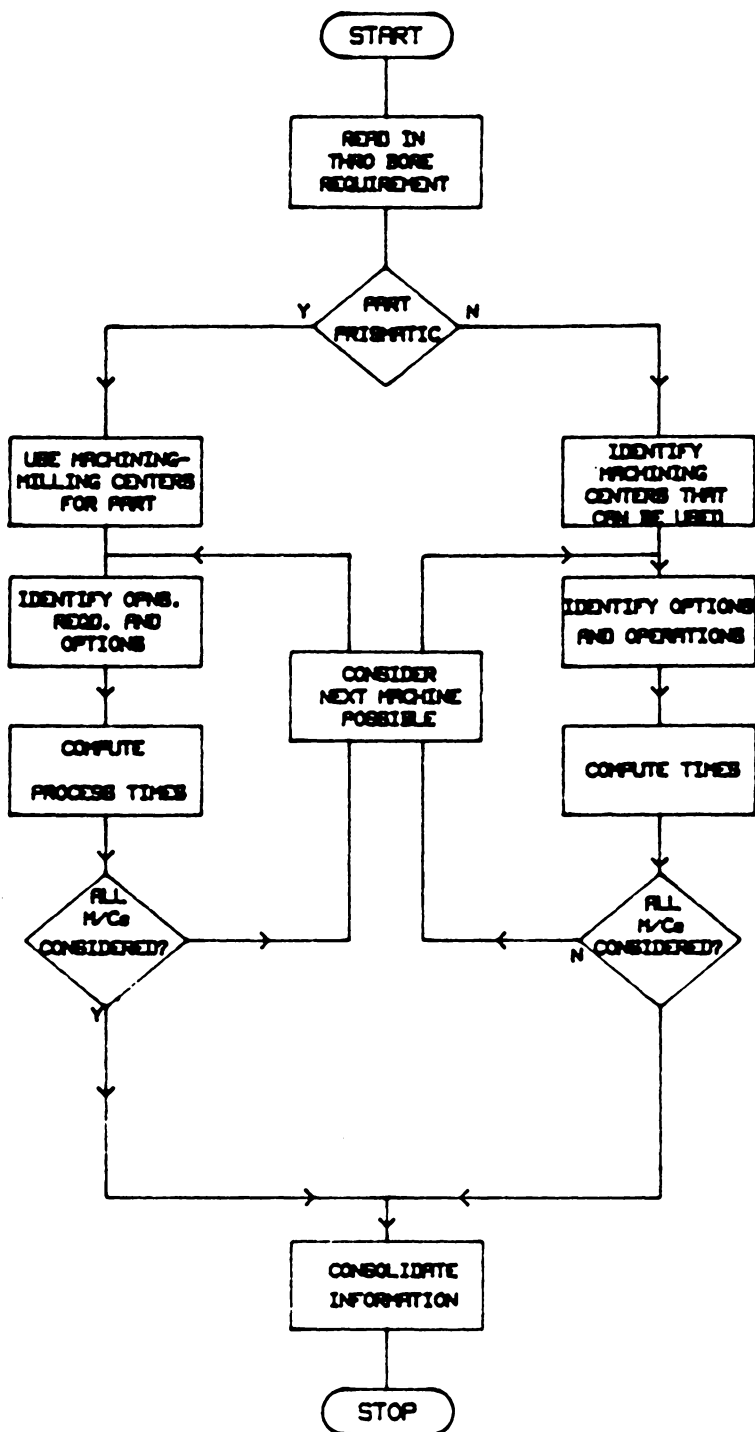 START
READ IN
THRO BORE
REQUIREMENT
PART
PRISMATIC
Y
N
USE MACHINING-
MILLING CENTERS
FOR PART
IDENTIFY
MACHINING
CENTERS THAT
CAN BE USED
IDENTIFY OPNS.
REQD. AND
OPTIONS
CONSIDER
NEXT MACHINE
POSSIBLE
IDENTIFY OPTIONS
AND OPERATIONS
COMPUTE
PROCESS TIMES
COMPUTE TIMES
ALL
M/Cs
CONSIDERED?
Y
ALL
M/Cs
CONSIDERED?
N
CONSOLIDATE
INFORMATION
STOP